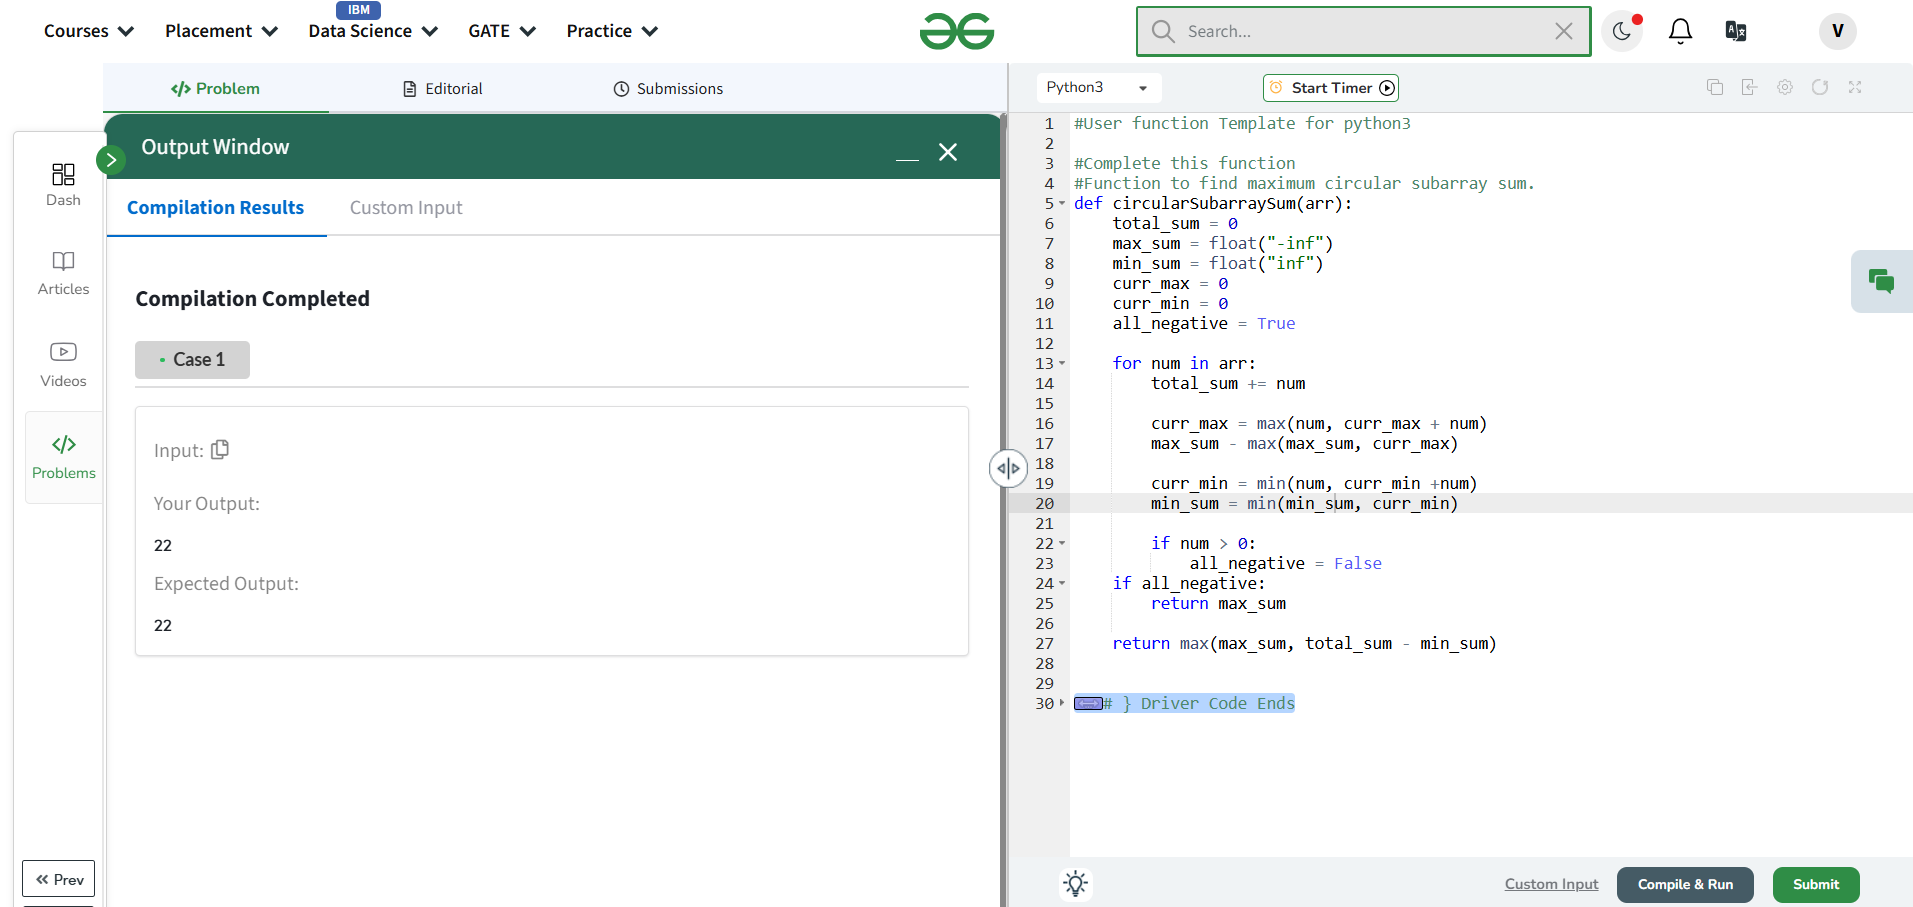 IBM
Courses Placement Data Science GATE Practice
Search...
V
Problem Editorial Submissions
Python3 Start Timer
Output Window
Compilation Results Custom Input
Compilation Completed
Case 1
Input:
Your Output:
22
Expected Output:
22
Dash
Articles
Videos
Problems
Prev
1 #User function Template for python3
2
3 #Complete this function
4 #Function to find maximum circular subarray sum.
5 def circularSubarraySum(arr):
6 total_sum = 0
7 max_sum = float("-inf")
8 min_sum = float("inf")
9 curr_max = 0
10 curr_min = 0
11 all_negative = True
12
13 for num in arr:
14 total_sum += num
15
16 curr_max = max(num, curr_max + num)
17 max_sum - max(max_sum, curr_max)
18
19 curr_min = min(num, curr_min +num)
20 min_sum = min(min_sum, curr_min)
21
22 if num > 0:
23 all_negative = False
24 if all_negative:
25 return max_sum
26
27 return max(max_sum, total_sum - min_sum)
28
29
30 # } Driver Code Ends
Custom Input Compile & Run Submit